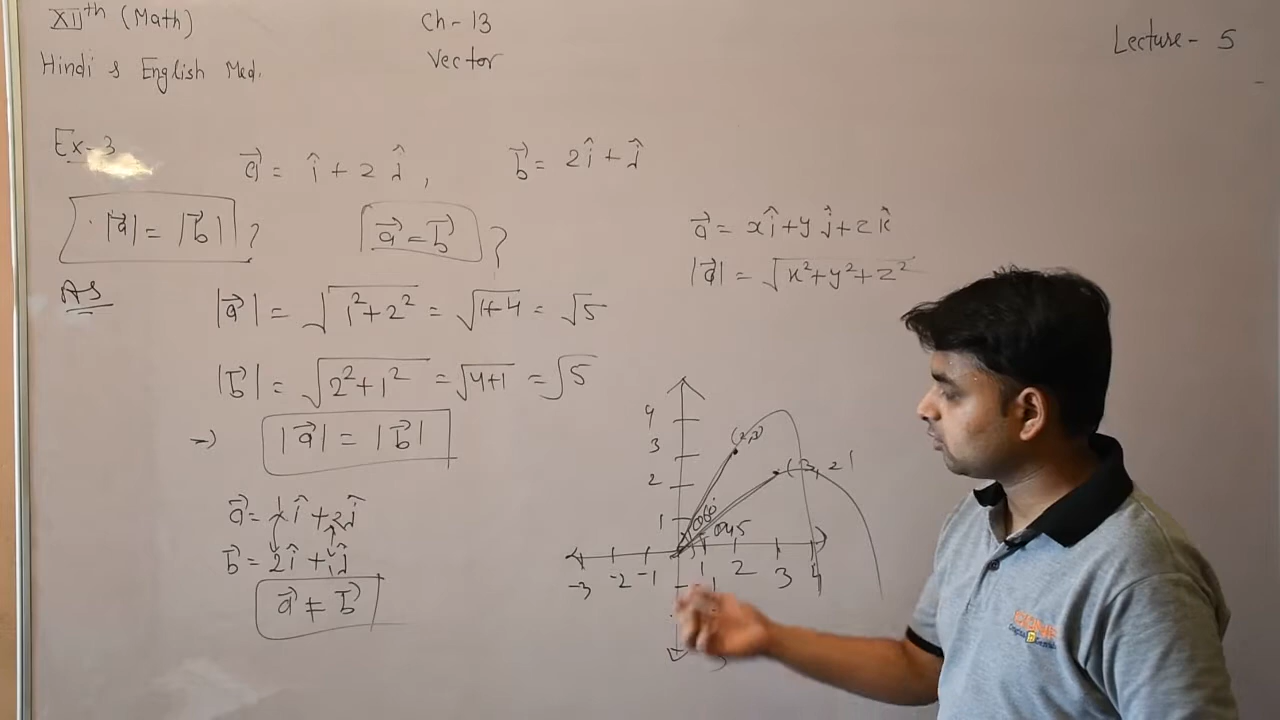 XIIth (Math)
Ch-13
Lecture-5
Hindi & English Med.
Vector
Ex-3
a⃗ = î + 2ĵ, b⃗ = 2î + ĵ
|a⃗| = |b⃗| ? a⃗ = b⃗ ?
a⃗ = xî + yĵ + zk̂
|a⃗| = √x²+y²+z²
AS
|a⃗| = √1²+2² = √1+4 = √5
|b⃗| = √2²+1² = √4+1 = √5
→ |a⃗| = |b⃗|
a⃗ = 1î + 2ĵ
b⃗ = 2î + 1ĵ
a⃗ ≠ b⃗
4
3
2
1
-3 -2 -1 1 2 3 4